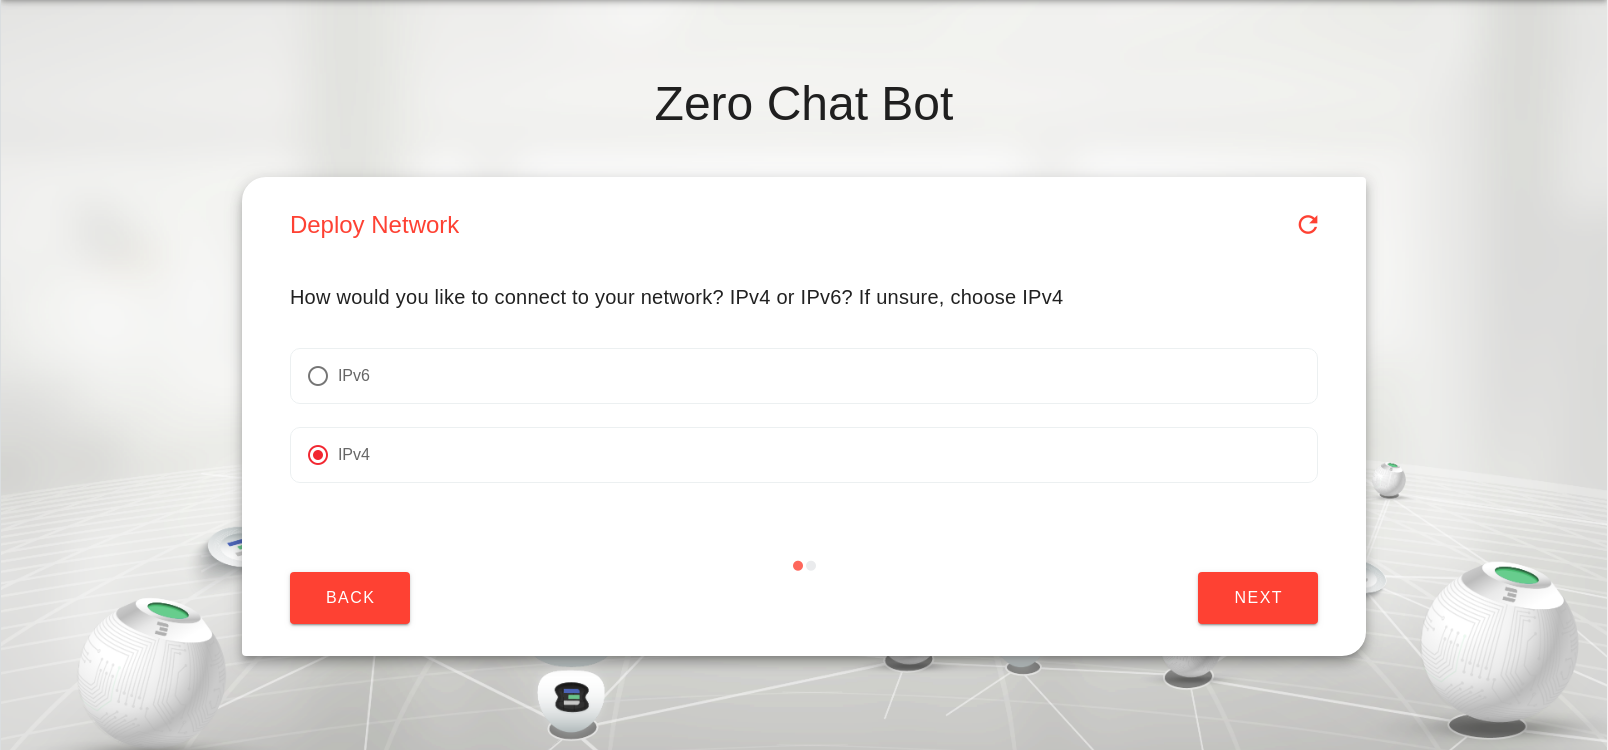 Zero Chat Bot
Deploy Network
How would you like to connect to your network? IPv4 or IPv6? If unsure, choose IPv4
IPv6
IPv4
BACK
NEXT